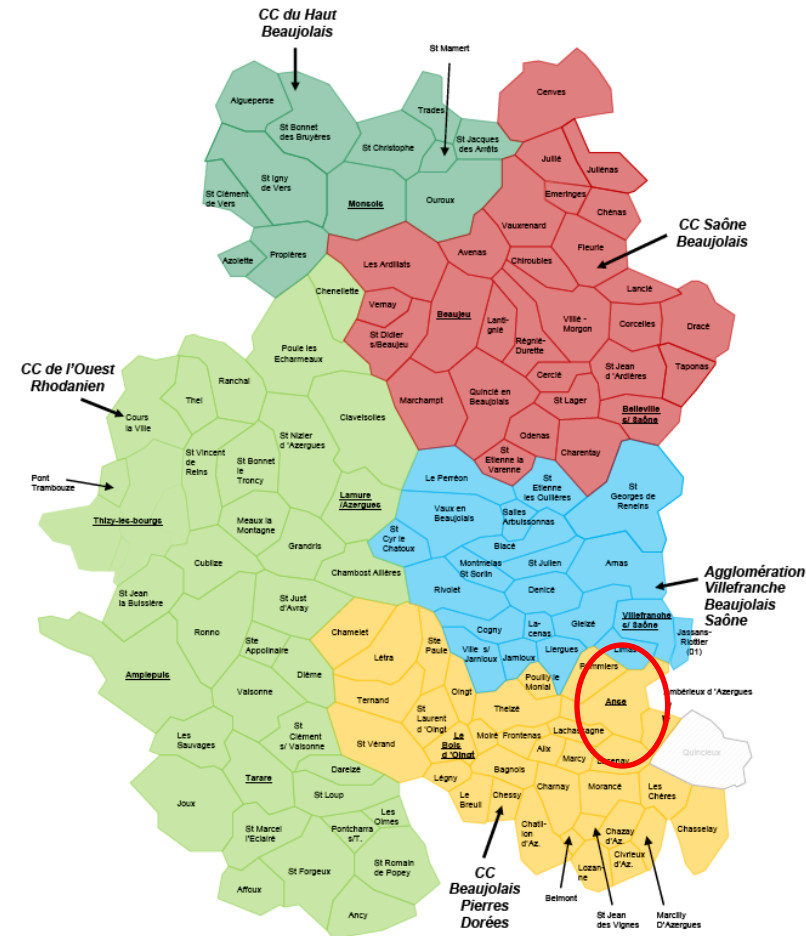 CC du Haut
Beaujolais
St Mamert
Cenves
Aigueperse
Trades
St Bonnet
des Bruyères
St Christophe
St Jacques
des Arrêts
Jullié
Juliénas
St Igny
de Vers
St Clément
de Vers
Monsols
Ouroux
Emeringes
Chénas
Vauxrenard
CC Saône
Beaujolais
Fleurie
Azolette
Propières
Les Ardillats
Avenas
Chiroubles
Chenelette
Lancié
Vernay
Beaujeu
Lanti-
gnié
Villié -
Morgon
Corcelles
Dracé
St Didier
s/Beaujeu
Régnié-
Durette
Poule les
Echarmeaux
CC de l'Ouest
Rhodanien
Ranchal
Thel
Cercié
St Jean
d 'Ardières
Taponas
Marchampt
Quincié en
Beaujolais
St Lager
Belleville
s/ Saône
Cours
la Ville
Claveisolles
St Nizier
d 'Azergues
Odenas
Charentay
St Vincent
de
Reins
St Bonnet
le
Troncy
St
Etienne la
Varenne
Pont
Trambouze
Le Perréon
St
Etienne
les Oullières
St
Georges de
Reneins
Lamure
/Azergues
Thizy-les-bourgs
Meaux la
Montagne
Vaux en
Beaujolais
Salles
Arbuissonnas
St
Cyr le
Chatoux
Grandris
Blacé
Cublize
Chambost Allières
Montmelas
St Sorlin
St Julien
Arnas
Agglomération
Villefranche
Beaujolais
Saône
St Jean
la Buissière
St Just
d'Avray
Rivolet
Denicé
Ronno
Ste
Appolinaire
Chamelet
Ste
Paule
Cogny
La-
cenas
Gleizé
Villefranche
s/ Saône
Jassans-
Riottier
(01)
Ville s/
Jarnioux
Jarnioux
Liergues
Limas
Létra
Amplepuis
Dième
Pouilly le
Monial
Pommiers
Valsonne
Ternand
Oingt
Theizé
Anse
mbérieux d 'Azergues
St
Laurent
d 'Oingt
Les
Sauvages
St
Clément
s/ Valsonne
St Vérand
Le
Bois
d 'Oingt
Moiré
Frontenas
Lachassagne
Alix
Marcy
Quincieux
Tarare
Dareizé
Légny
Bagnols
Joux
St Loup
Le
Breuil
Chessy
Charnay
Morancé
Les
Chères
Les
Olmes
St Marcel
l'Eclairé
Pontcharra
s/T.
Chatil-
lon
d'Az.
Chazay
d'Az.
Chasselay
St Forgeux
St Romain
de Popey
Lozan-
ne
Civrieux
d'Az.
Affoux
CC
Beaujolais
Pierres
Dorées
Belmont
Ancy
St Jean
des Vignes
Marcilly
D'Azergues